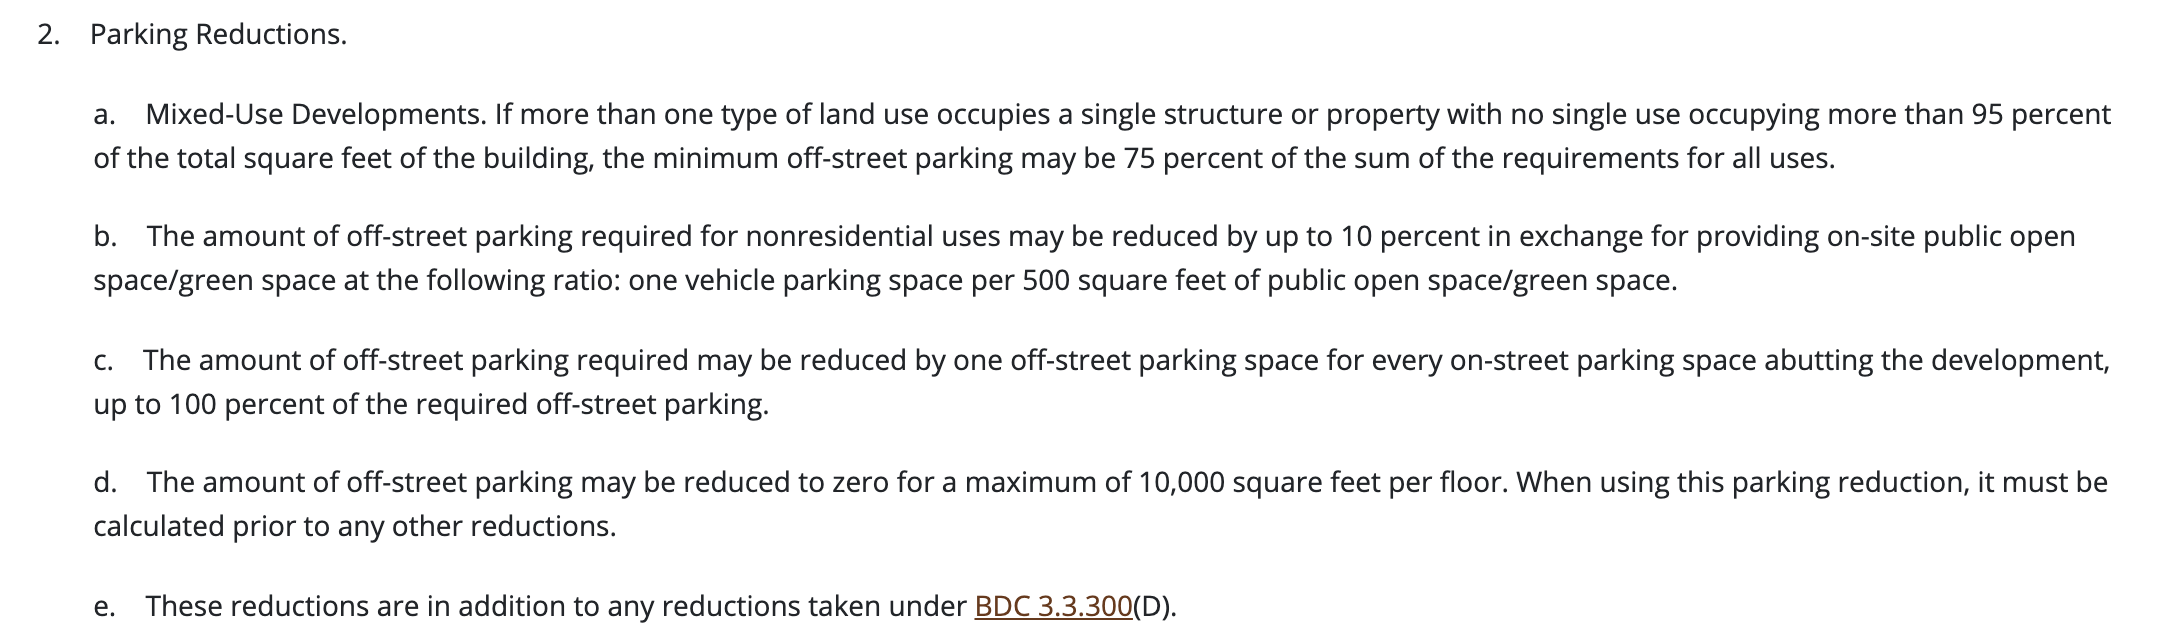 2. Parking Reductions.
a. Mixed-Use Developments. If more than one type of land use occupies a single structure or property with no single use occupying more than 95 percent
of the total square feet of the building, the minimum off-street parking may be 75 percent of the sum of the requirements for all uses.
b. The amount of off-street parking required for nonresidential uses may be reduced by up to 10 percent in exchange for providing on-site public open
space/green space at the following ratio: one vehicle parking space per 500 square feet of public open space/green space.
c. The amount of off-street parking required may be reduced by one off-street parking space for every on-street parking space abutting the development,
up to 100 percent of the required off-street parking.
d. The amount of off-street parking may be reduced to zero for a maximum of 10,000 square feet per floor. When using this parking reduction, it must be
calculated prior to any other reductions.
e. These reductions are in addition to any reductions taken under BDC 3.3.300(D).